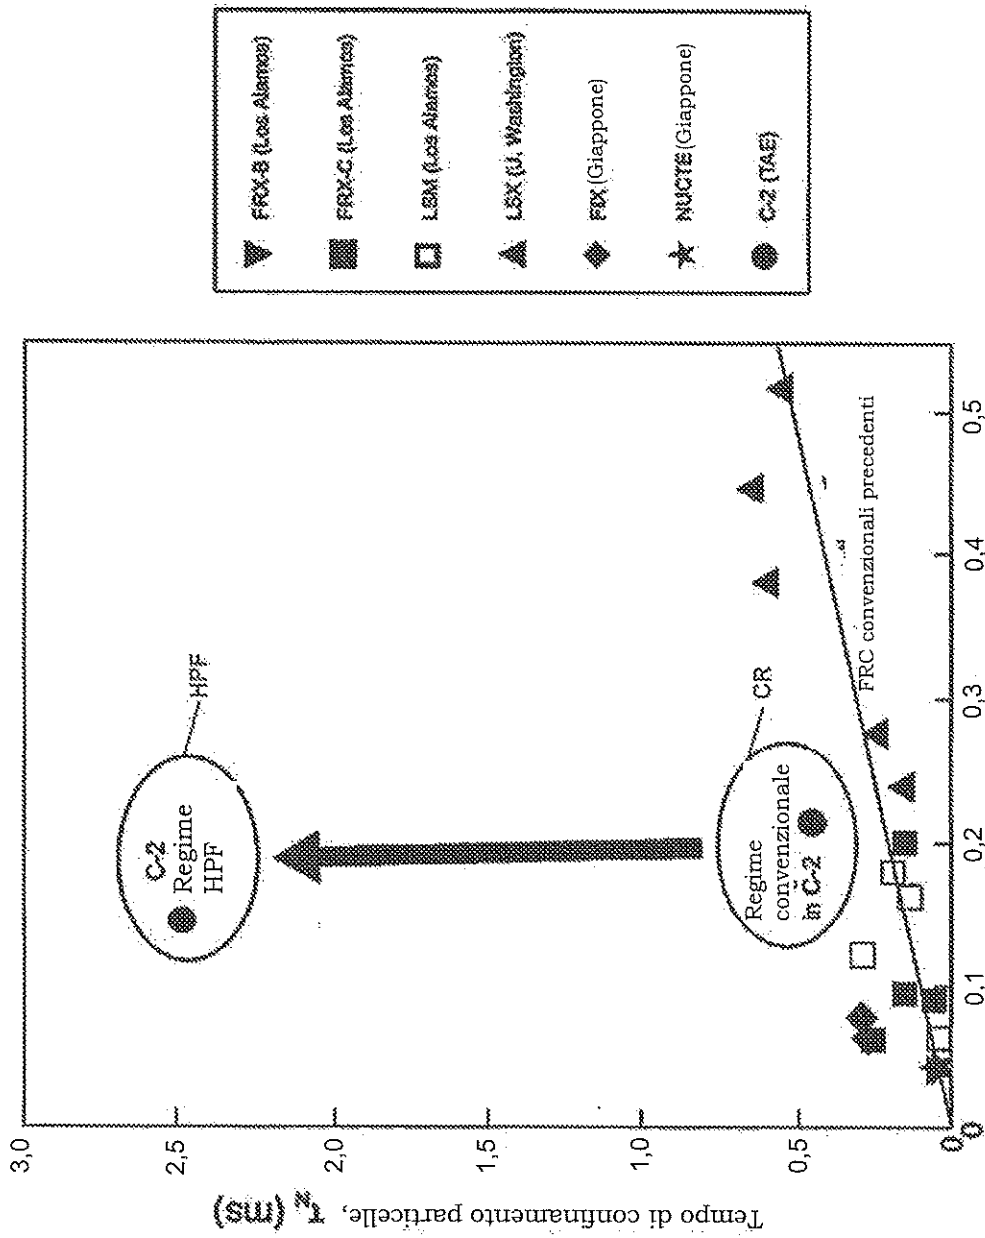 Tempo di confinamento particelle, τN (ms)
3,0
2,5
2,0
1,5
1,0
0,5
0
0
0,1
0,2
0,3
0,4
0,5
C-2
Regime
HPF
HPF
Regime
convenzionale
in C-2
CR
FRC convenzionali precedenti
FRX-B (Los Alamos)
FRX-C (Los Alamos)
LSM (Los Alamos)
LSX (U. Washington)
FIX (Giappone)
NUCTE (Giappone)
C-2 (TAE)